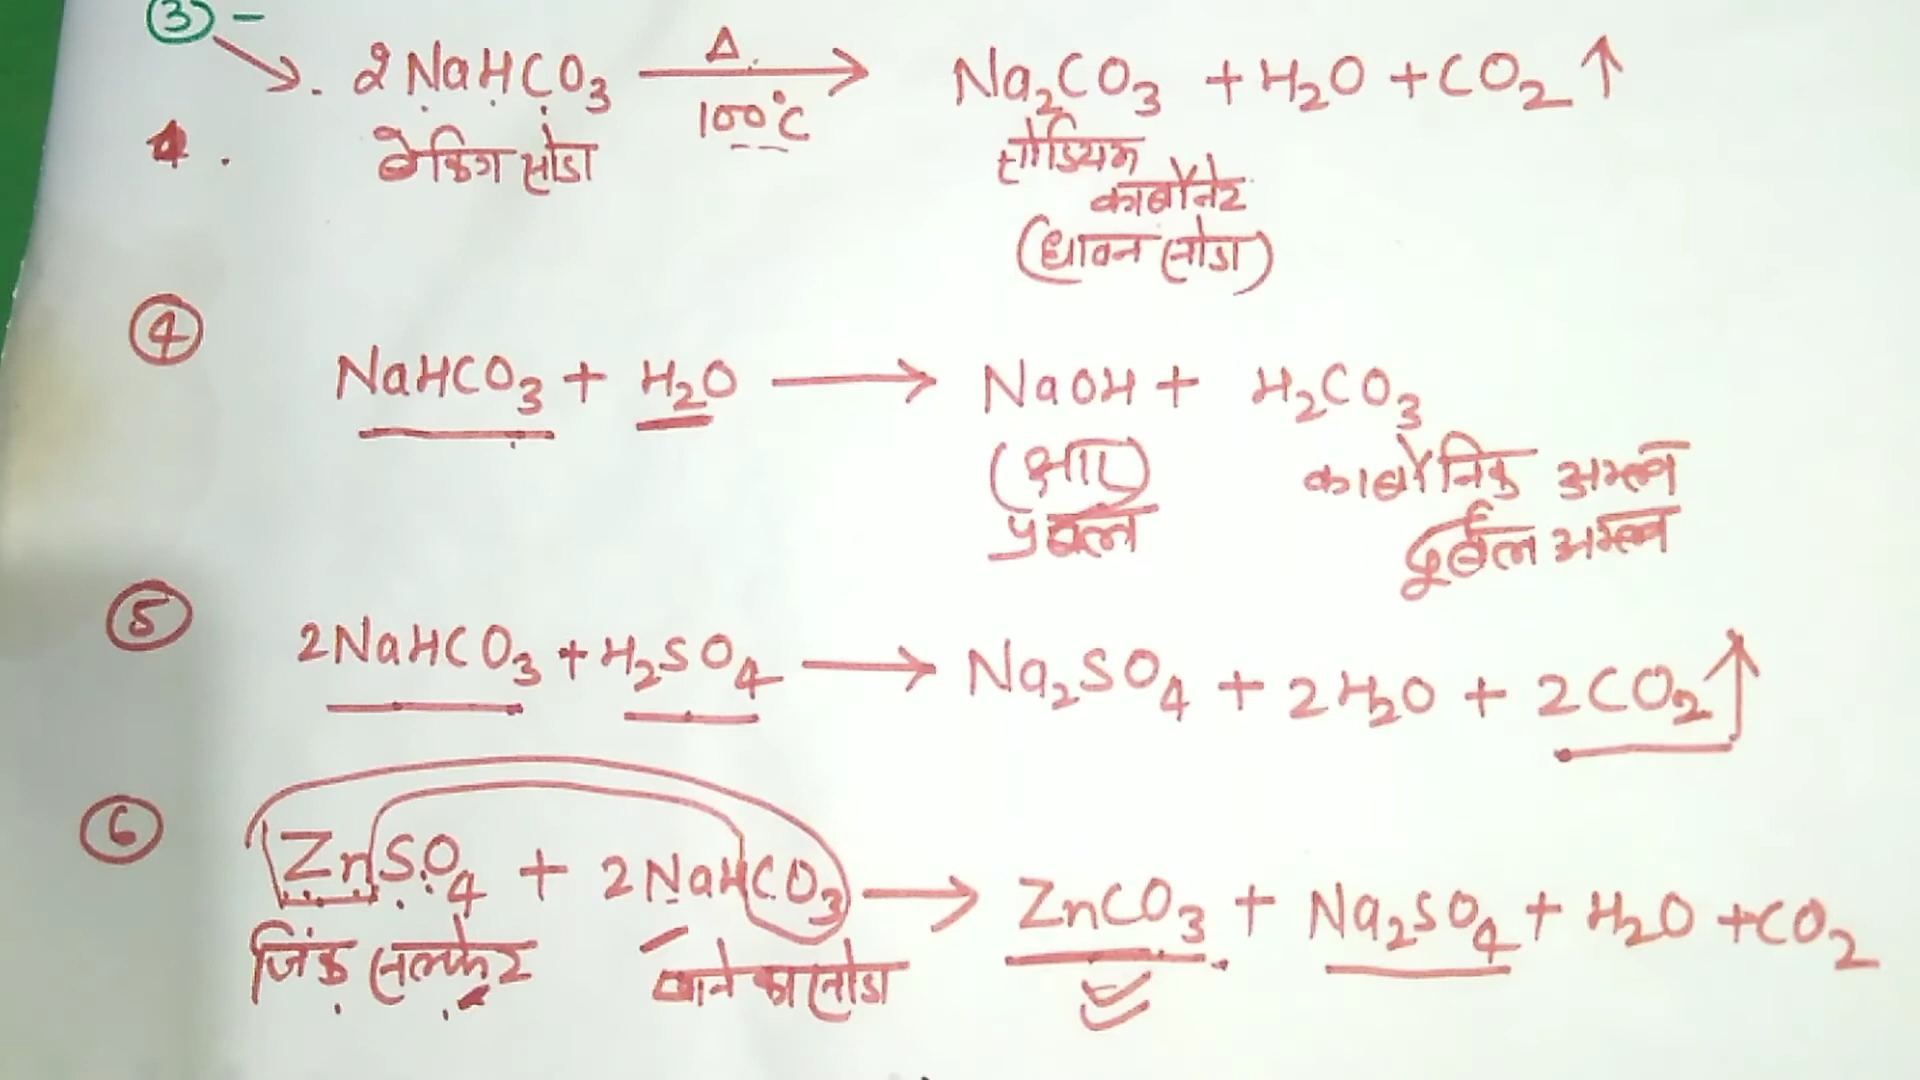 ③ -
2NaHCO₃ —Δ/100°C→ Na₂CO₃ + H₂O + CO₂ ↑
4. बेकिंग सोडा सोडियम
कार्बोनेट
(धावन सोडा)
④
NaHCO₃ + H₂O → NaOH + H₂CO₃
(क्षार) कार्बोनिक अम्ल
प्रबल दुर्बल अम्ल
⑤
2NaHCO₃ + H₂SO₄ → Na₂SO₄ + 2H₂O + 2CO₂ ↑
⑥
ZnSO₄ + 2NaHCO₃ → ZnCO₃ + Na₂SO₄ + H₂O + CO₂
जिंक सल्फेट खाने का सोडा